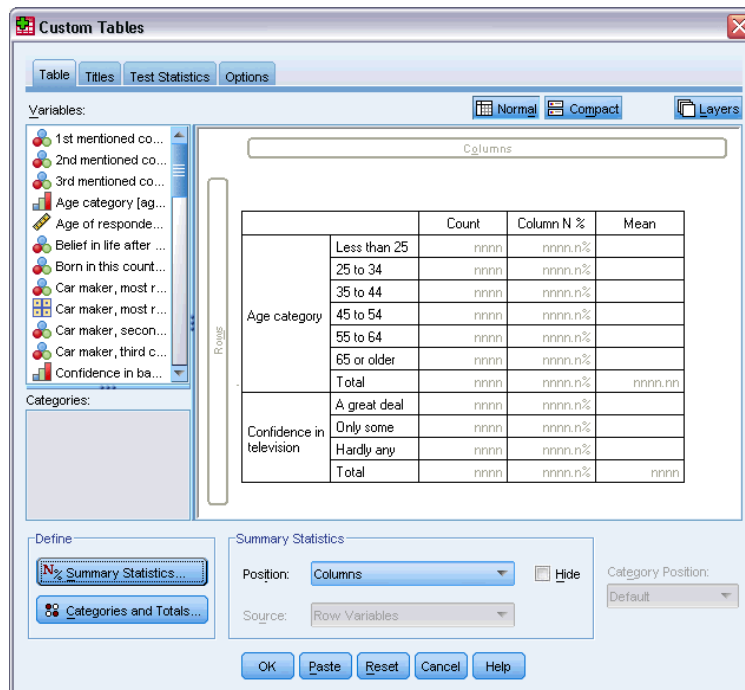 Custom Tables
Table Titles Test Statistics Options
Variables: Normal Compact Layers
1st mentioned co...
2nd mentioned co...
3rd mentioned co...
Age category [ag...
Age of responde...
Belief in life after ...
Born in this count...
Car maker, most r...
Car maker, most r...
Car maker, secon...
Car maker, third c...
Confidence in ba...
Categories:
Columns
Rows
Count Column N % Mean
Age category
Less than 25 nnnn nnnn.n%
25 to 34 nnnn nnnn.n%
35 to 44 nnnn nnnn.n%
45 to 54 nnnn nnnn.n%
55 to 64 nnnn nnnn.n%
65 or older nnnn nnnn.n%
Total nnnn nnnn.n% nnnn.nn
Confidence in
television
A great deal nnnn nnnn.n%
Only some nnnn nnnn.n%
Hardly any nnnn nnnn.n%
Total nnnn nnnn.n% nnnn
Define
N% Summary Statistics...
Categories and Totals...
Summary Statistics
Position: Columns Hide
Source: Row Variables
Category Position:
Default
OK Paste Reset Cancel Help